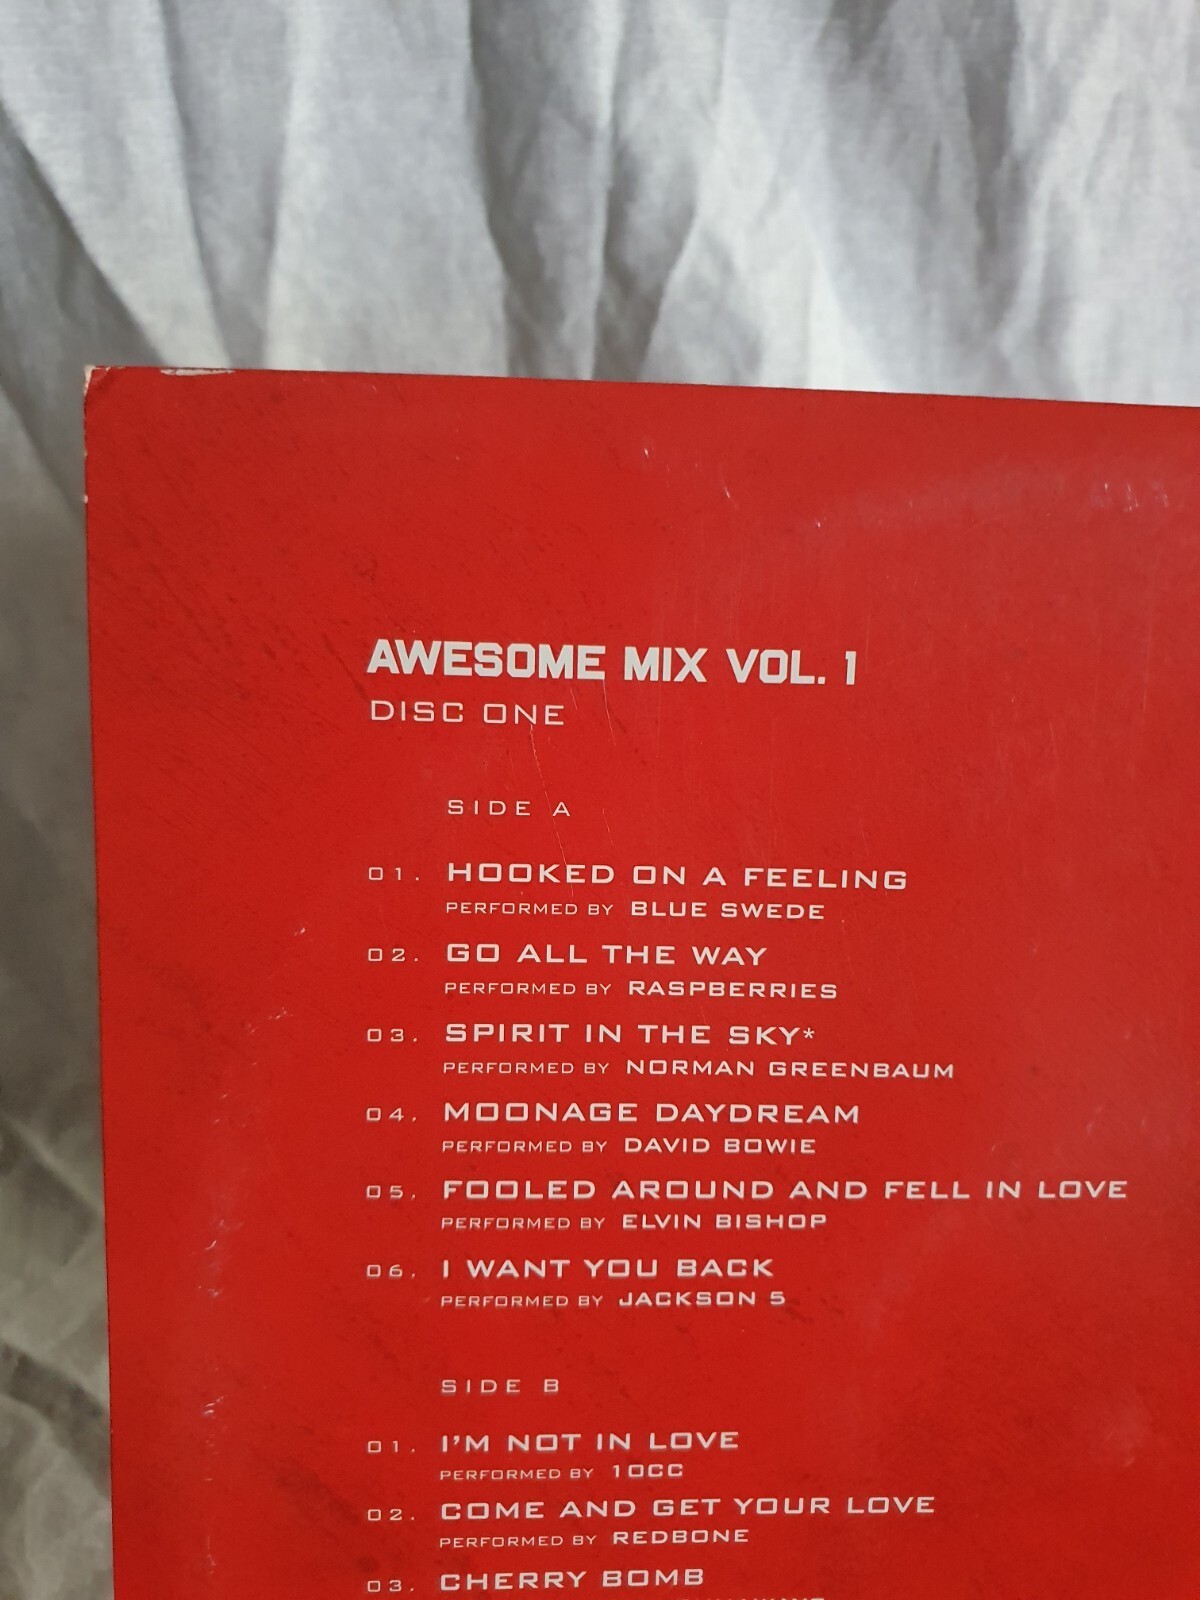 AWESOME MIX VOL. 1
DISC ONE
SIDE A
01. HOOKED ON A FEELING
PERFORMED BY BLUE SWEDE
02. GO ALL THE WAY
PERFORMED BY RASPBERRIES
03. SPIRIT IN THE SKY*
PERFORMED BY NORMAN GREENBAUM
04. MOONAGE DAYDREAM
PERFORMED BY DAVID BOWIE
05. FOOLED AROUND AND FELL IN LOVE
PERFORMED BY ELVIN BISHOP
06. I WANT YOU BACK
PERFORMED BY JACKSON 5
SIDE B
01. I'M NOT IN LOVE
PERFORMED BY 10CC
02. COME AND GET YOUR LOVE
PERFORMED BY REDBONE
03. CHERRY BOMB